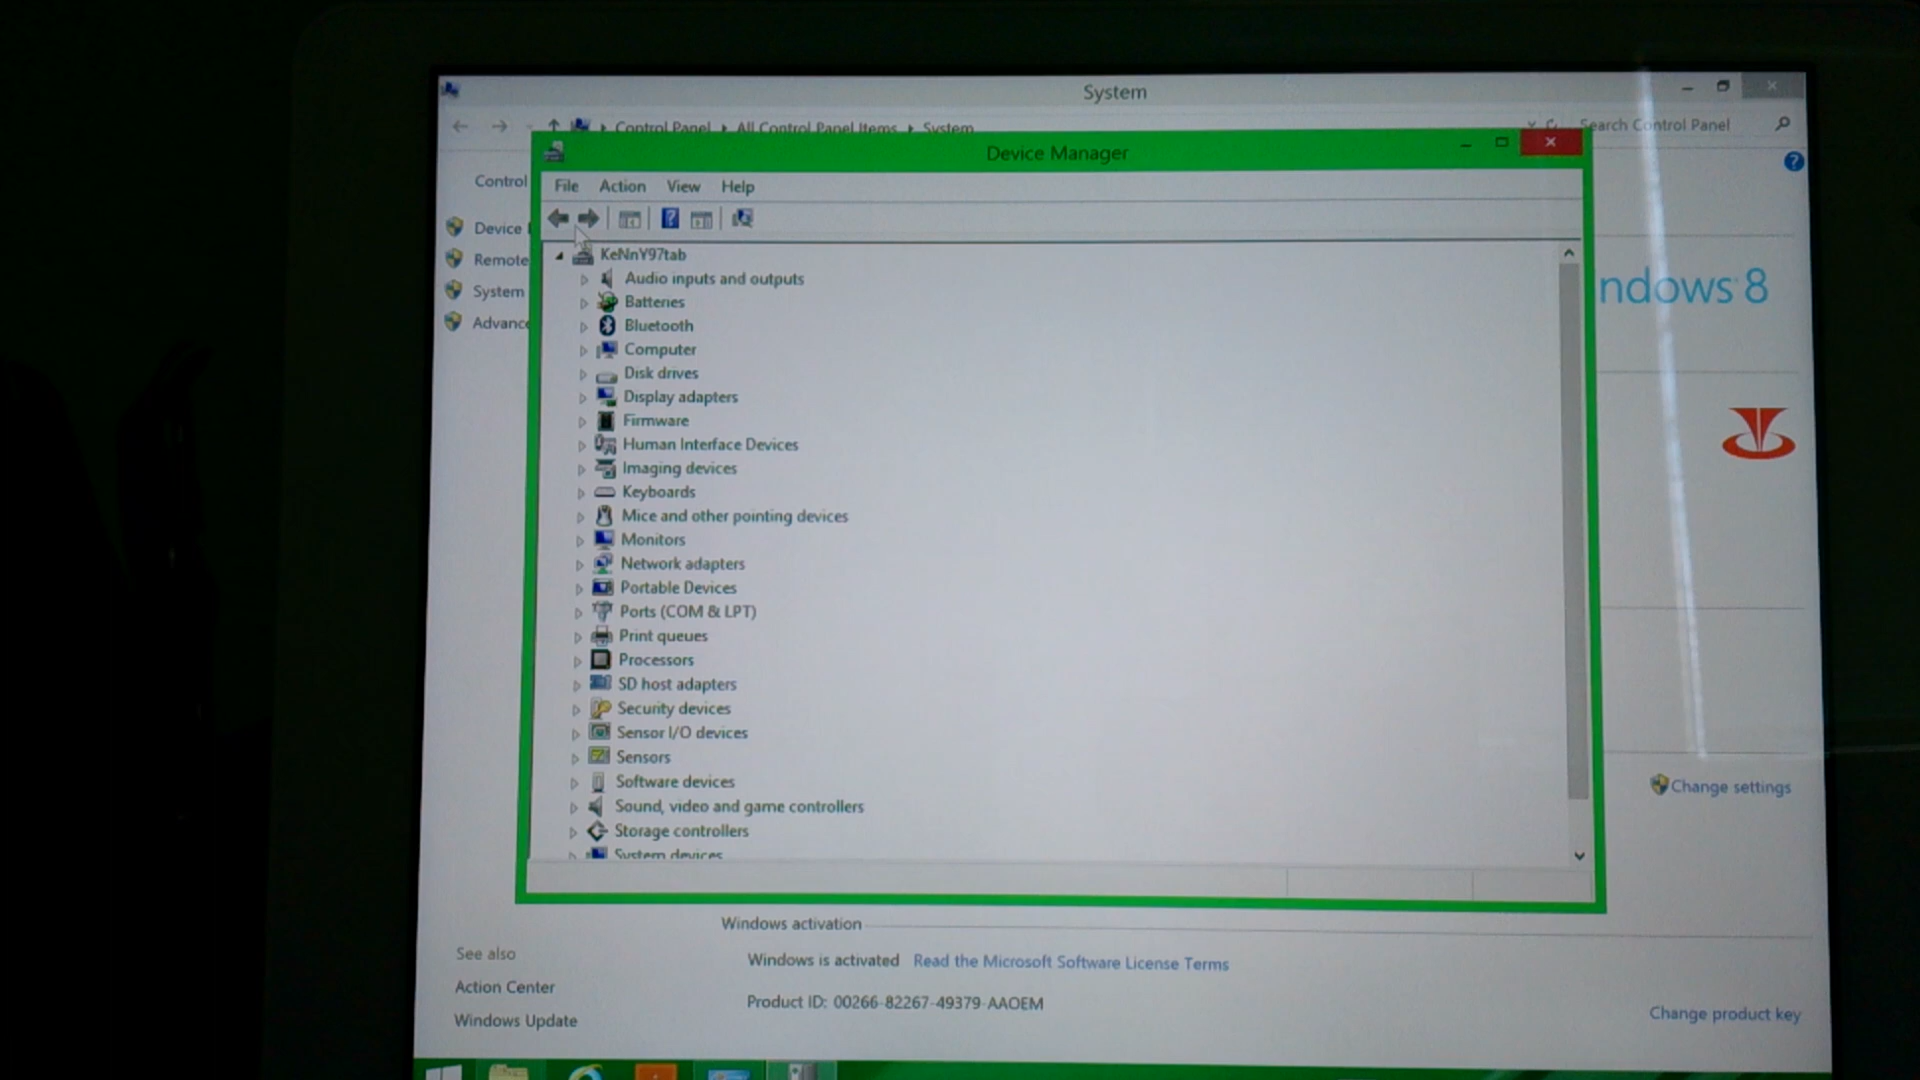 System
Control Panel ▸ All Control Panel Items ▸ System
Search Control Panel
Device Manager
Control
File Action View Help
Device
Remote
System
Advanc
KeNnY97tab
Audio inputs and outputs
Batteries
Bluetooth
Computer
Disk drives
Display adapters
Firmware
Human Interface Devices
Imaging devices
Keyboards
Mice and other pointing devices
Monitors
Network adapters
Portable Devices
Ports (COM & LPT)
Print queues
Processors
SD host adapters
Security devices
Sensor I/O devices
Sensors
Software devices
Sound, video and game controllers
Storage controllers
System devices
ndows 8
Change settings
Windows activation
See also
Windows is activated Read the Microsoft Software License Terms
Action Center
Product ID: 00266-82267-49379-AAOEM
Windows Update
Change product key